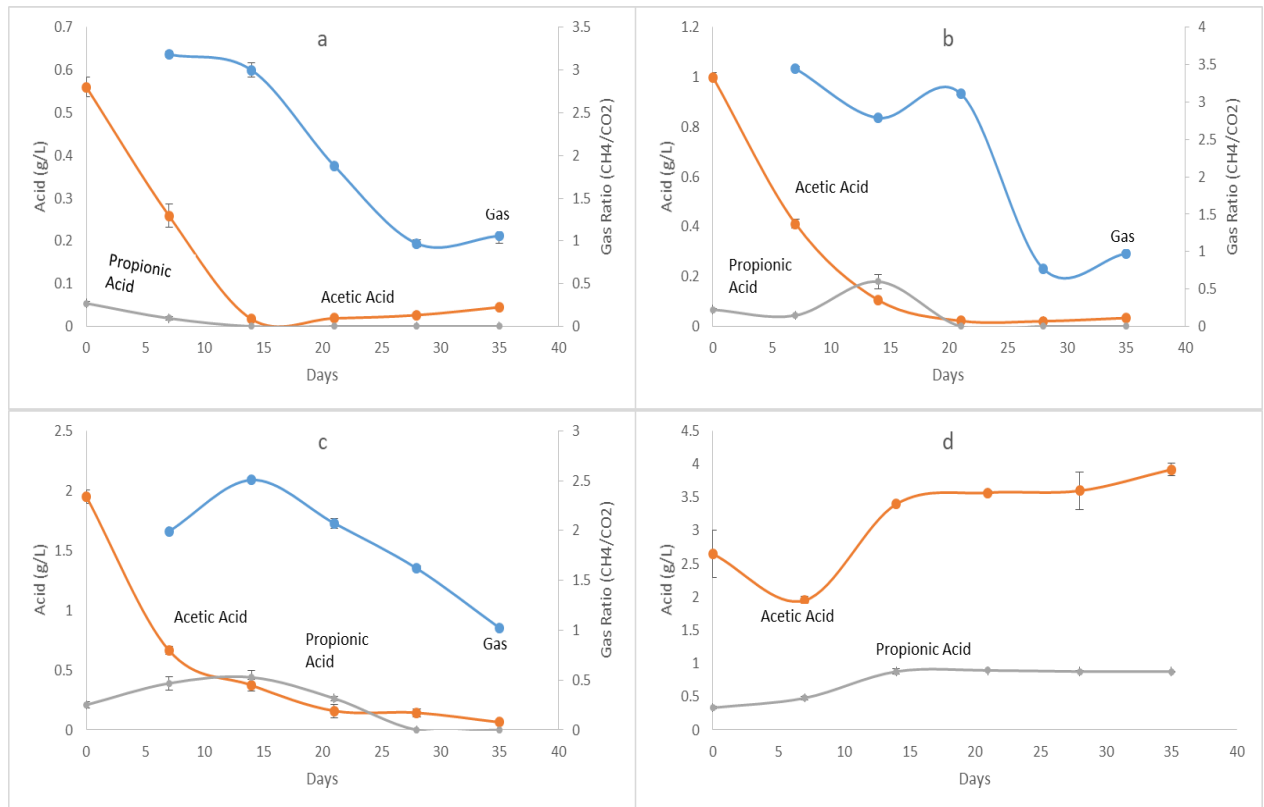 a
0.7
0.6
0.5
0.4
0.3
0.2
0.1
0
Acid (g/L)
3.5
3
2.5
2
1.5
1
0.5
0
Gas Ratio (CH4/CO2)
Gas
Propionic
Acid
Acetic Acid
0 5 10 15 20 25 30 35 40
Days
b
1.2
1
0.8
0.6
0.4
0.2
0
Acid (g/L)
4
3.5
3
2.5
2
1.5
1
0.5
0
Gas Ratio (CH4/CO2)
Acetic Acid
Gas
Propionic
Acid
0 5 10 15 20 25 30 35 40
Days
c
2.5
2
1.5
1
0.5
0
Acid (g/L)
3
2.5
2
1.5
1
0.5
0
Gas Ratio (CH4/CO2)
Acetic Acid
Propionic
Acid
Gas
0 5 10 15 20 25 30 35 40
Days
d
4.5
4
3.5
3
2.5
2
1.5
1
0.5
0
Acid (g/L)
Acetic Acid
Propionic Acid
0 5 10 15 20 25 30 35 40
Days